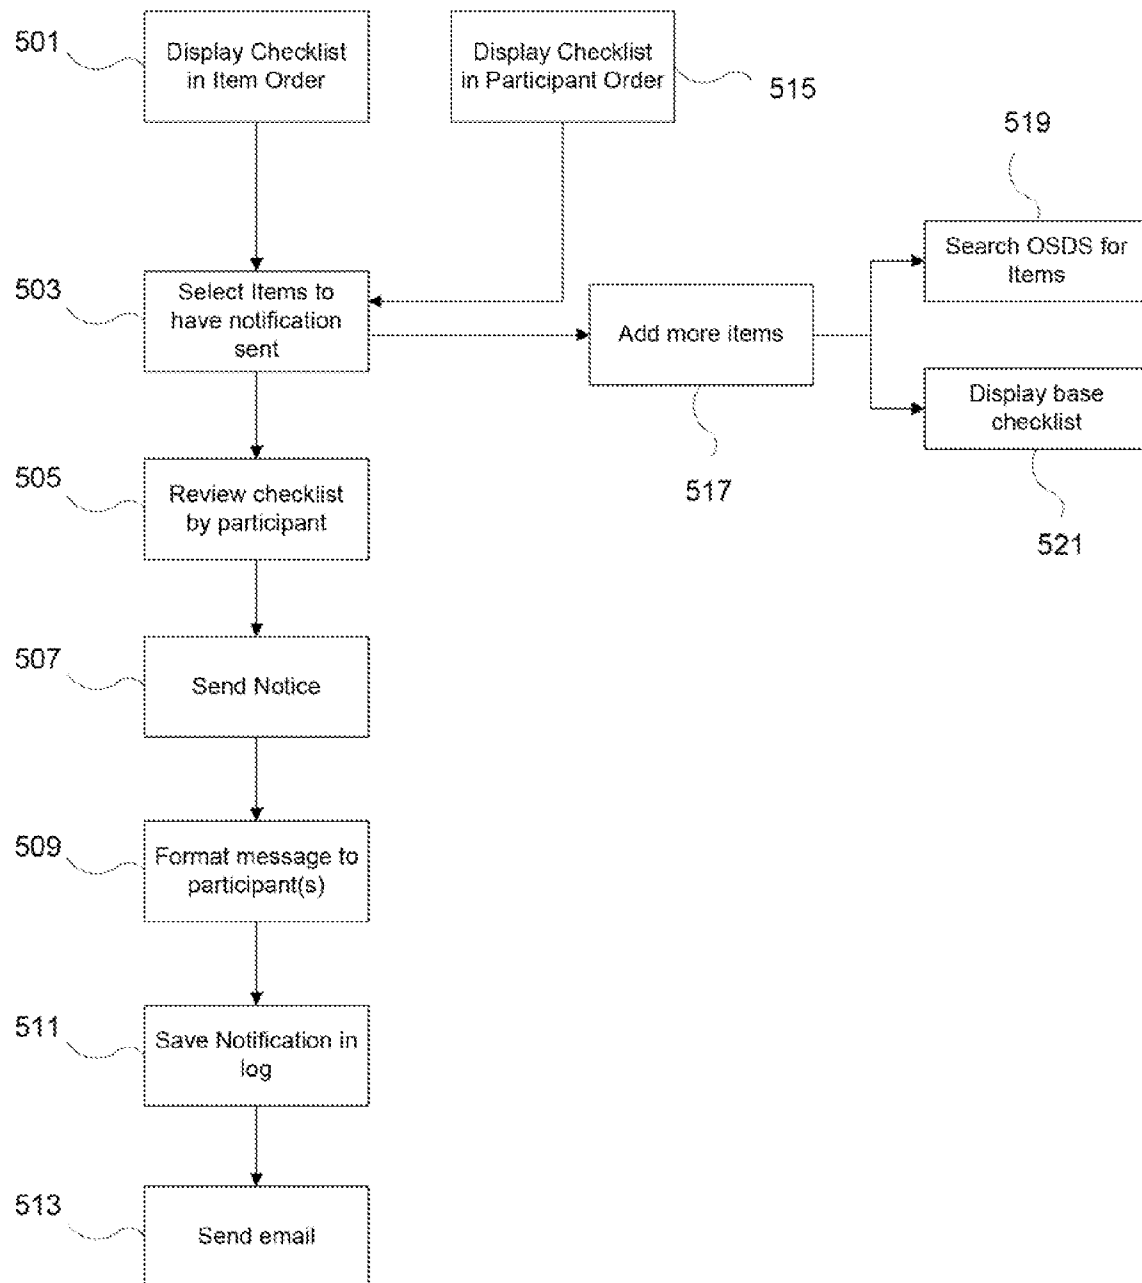 501
Display Checklist
in Item Order
Display Checklist
in Participant Order
515
519
Search OSDS for
Items
503
Select Items to
have notification
sent
Add more items
Display base
checklist
517
521
505
Review checklist
by participant
507
Send Notice
509
Format message to
participant(s)
511
Save Notification in
log
513
Send email